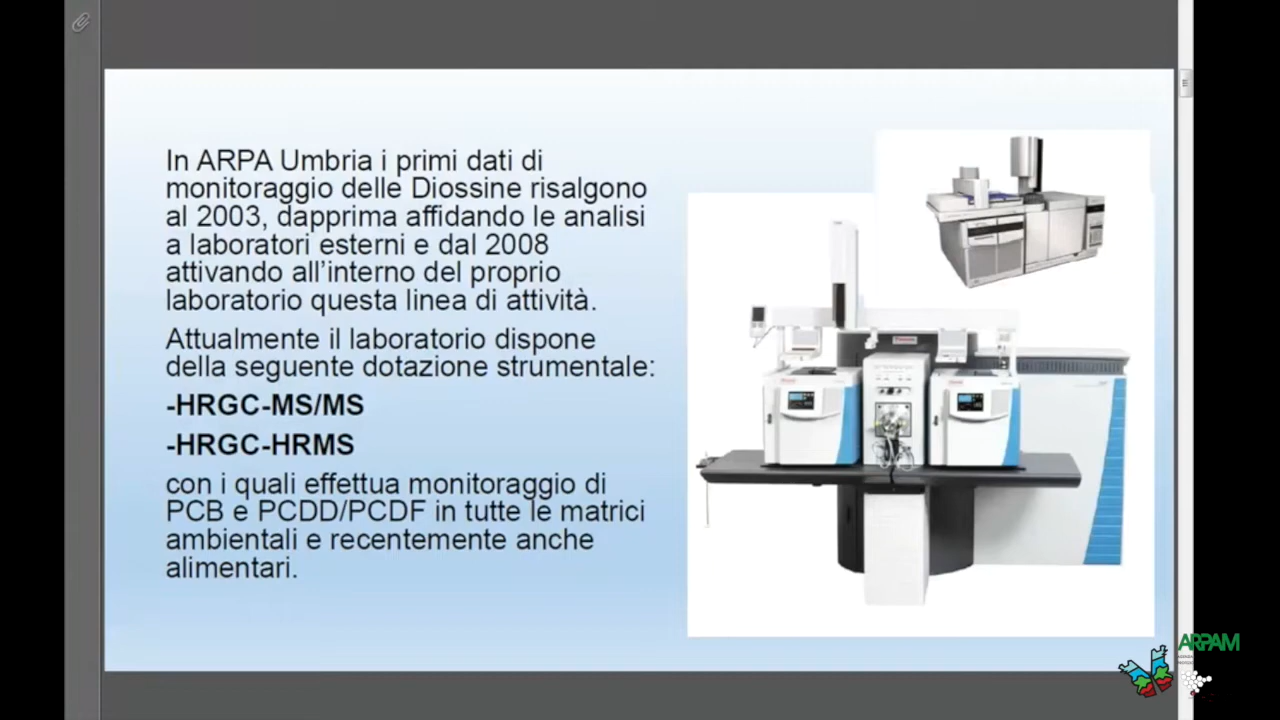 In ARPA Umbria i primi dati di
monitoraggio delle Diossine risalgono
al 2003, dapprima affidando le analisi
a laboratori esterni e dal 2008
attivando all'interno del proprio
laboratorio questa linea di attività.
Attualmente il laboratorio dispone
della seguente dotazione strumentale:
-HRGC-MS/MS
-HRGC-HRMS
con i quali effettua monitoraggio di
PCB e PCDD/PCDF in tutte le matrici
ambientali e recentemente anche
alimentari.
ARPAM